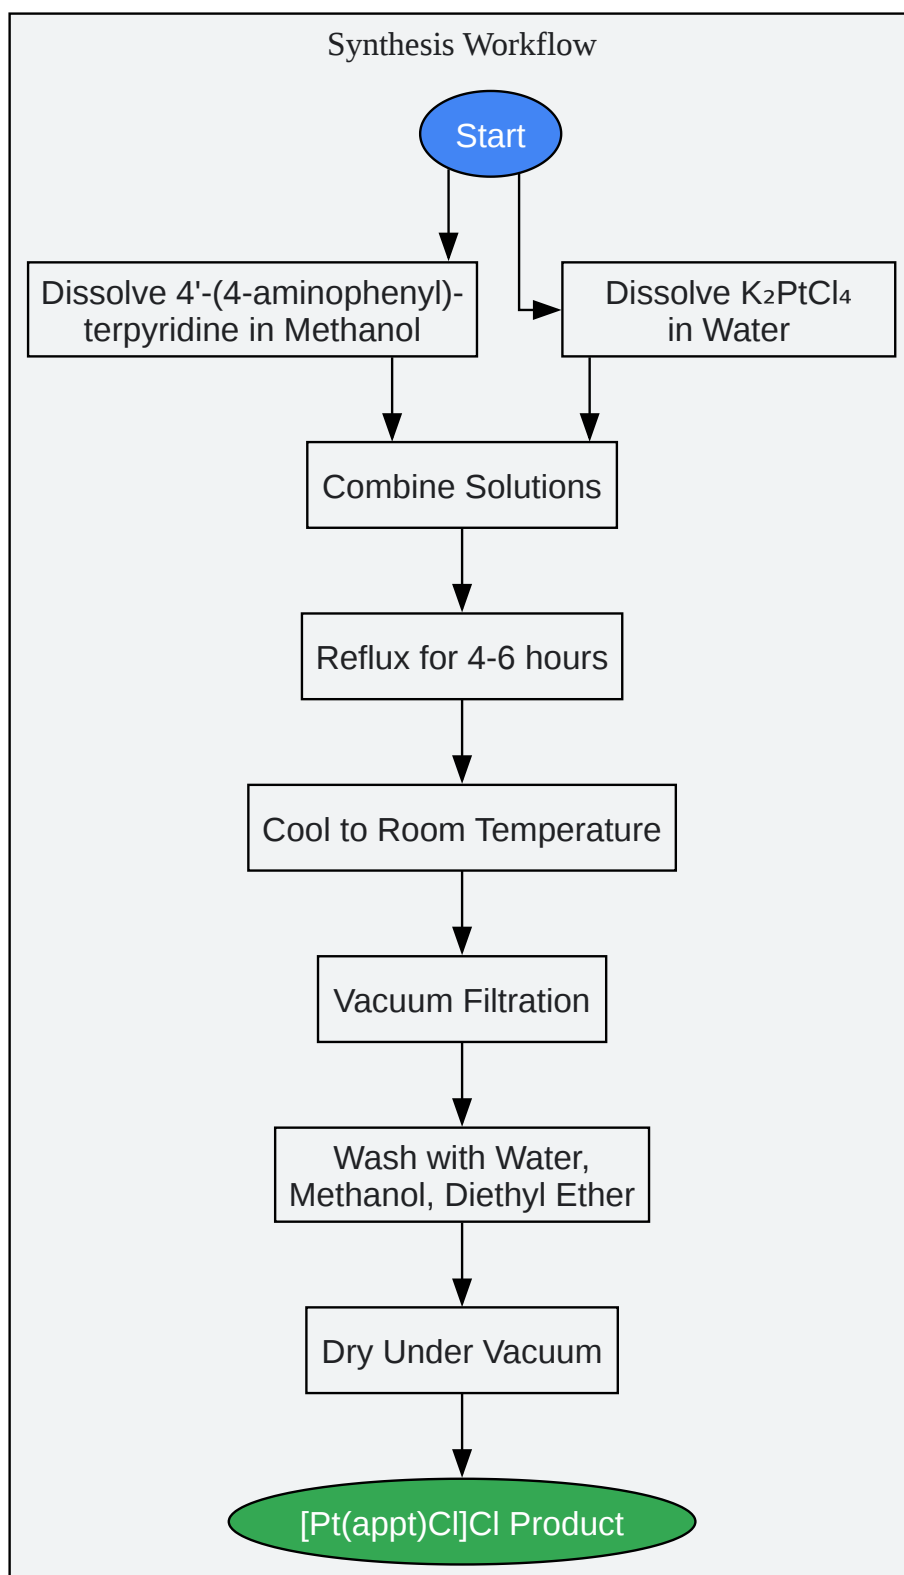 Synthesis Workflow
Start
Dissolve 4'-(4-aminophenyl)-
terpyridine in Methanol
Dissolve K₂PtCl₄
in Water
Combine Solutions
Reflux for 4-6 hours
Cool to Room Temperature
Vacuum Filtration
Wash with Water,
Methanol, Diethyl Ether
Dry Under Vacuum
[Pt(appt)Cl]Cl Product